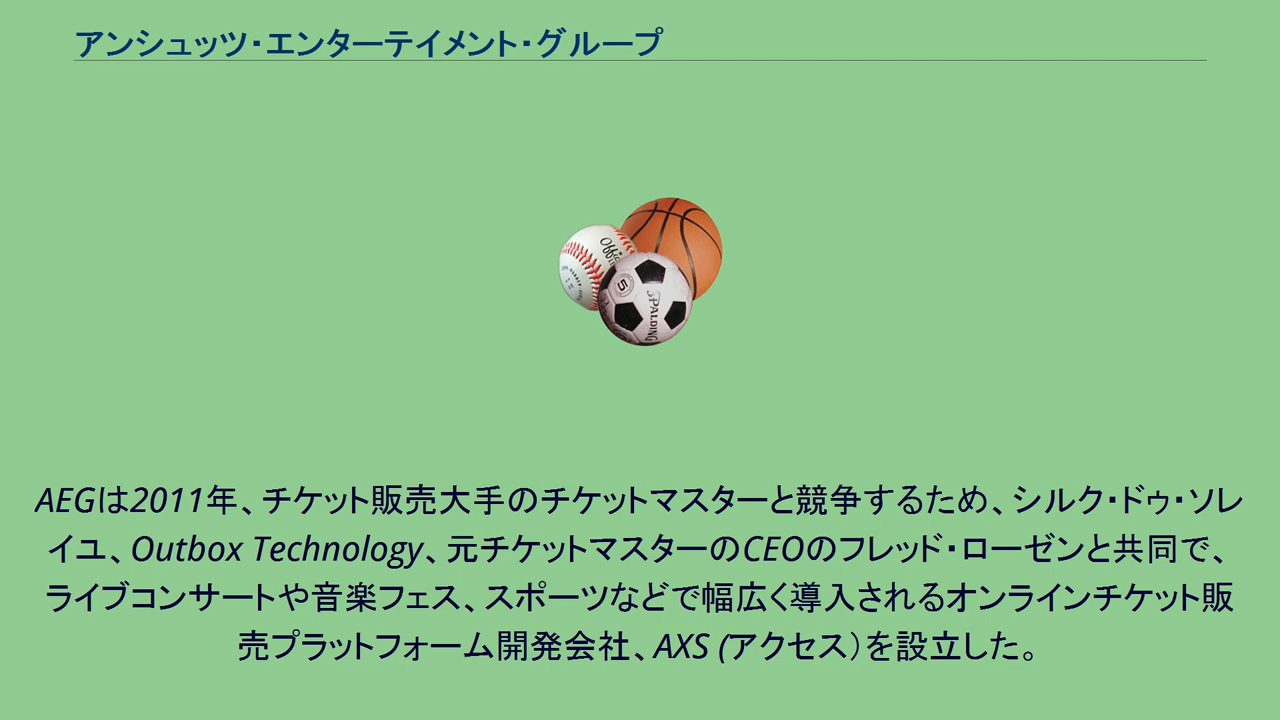 アンシュッツ・エンターテイメント・グループ
Offic
5
SPALDING
AEGは2011年、チケット販売大手のチケットマスターと競争するため、シルク・ドゥ・ソレ
イユ、Outbox Technology、元チケットマスターのCEOのフレッド・ローゼンと共同で、
ライブコンサートや音楽フェス、スポーツなどで幅広く導入されるオンラインチケット販
売プラットフォーム開発会社、AXS (アクセス）を設立した。